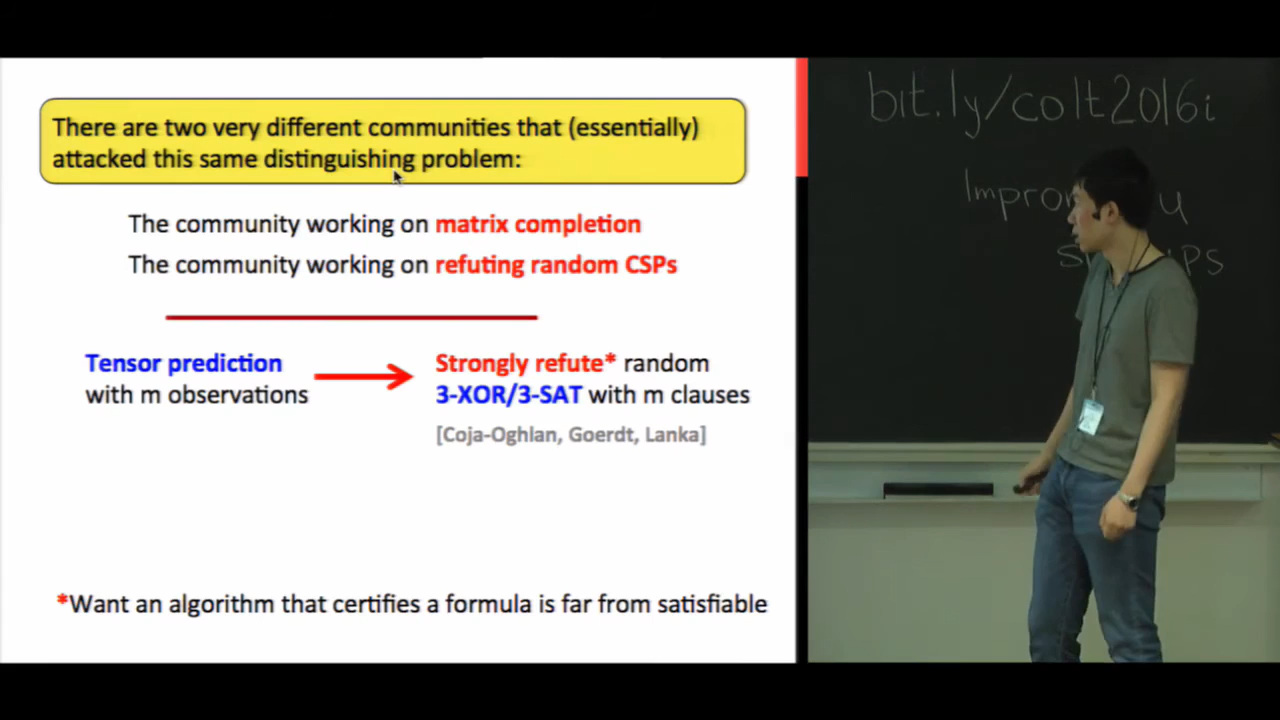 There are two very different communities that (essentially)
attacked this same distinguishing problem:
The community working on matrix completion
The community working on refuting random CSPs
Tensor prediction
with m observations
Strongly refute* random
3-XOR/3-SAT with m clauses
[Coja-Oghlan, Goerdt, Lanka]
*Want an algorithm that certifies a formula is far from satisfiable
bit.ly/colt2016i